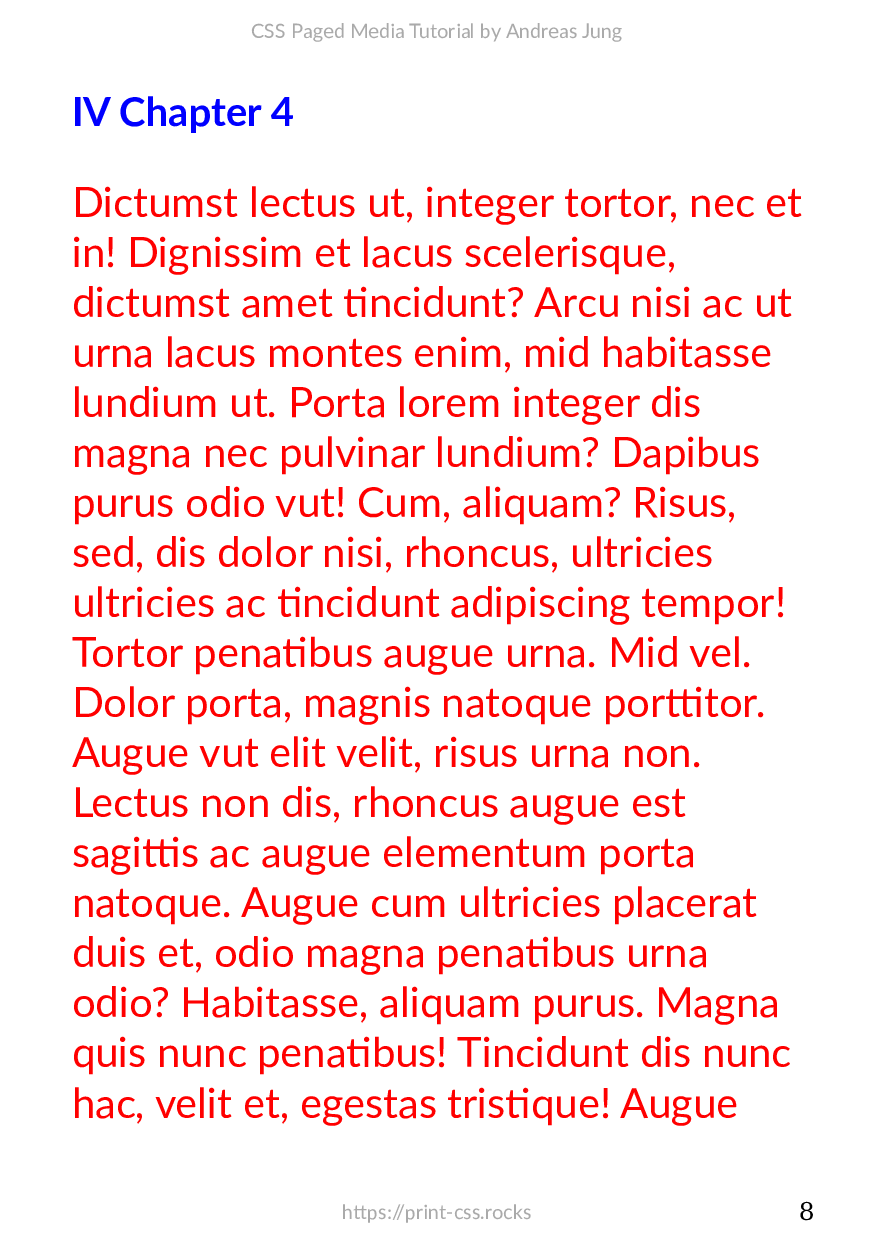 CSS Paged Media Tutorial by Andreas Jung
IV Chapter 4
Dictumst lectus ut, integer tortor, nec et
in! Dignissim et lacus scelerisque,
dictumst amet tincidunt? Arcu nisi ac ut
urna lacus montes enim, mid habitasse
lundium ut. Porta lorem integer dis
magna nec pulvinar lundium? Dapibus
purus odio vut! Cum, aliquam? Risus,
sed, dis dolor nisi, rhoncus, ultricies
ultricies ac tincidunt adipiscing tempor!
Tortor penatibus augue urna. Mid vel.
Dolor porta, magnis natoque porttitor.
Augue vut elit velit, risus urna non.
Lectus non dis, rhoncus augue est
sagittis ac augue elementum porta
natoque. Augue cum ultricies placerat
duis et, odio magna penatibus urna
odio? Habitasse, aliquam purus. Magna
quis nunc penatibus! Tincidunt dis nunc
hac, velit et, egestas tristique! Augue
https://print-css.rocks 8